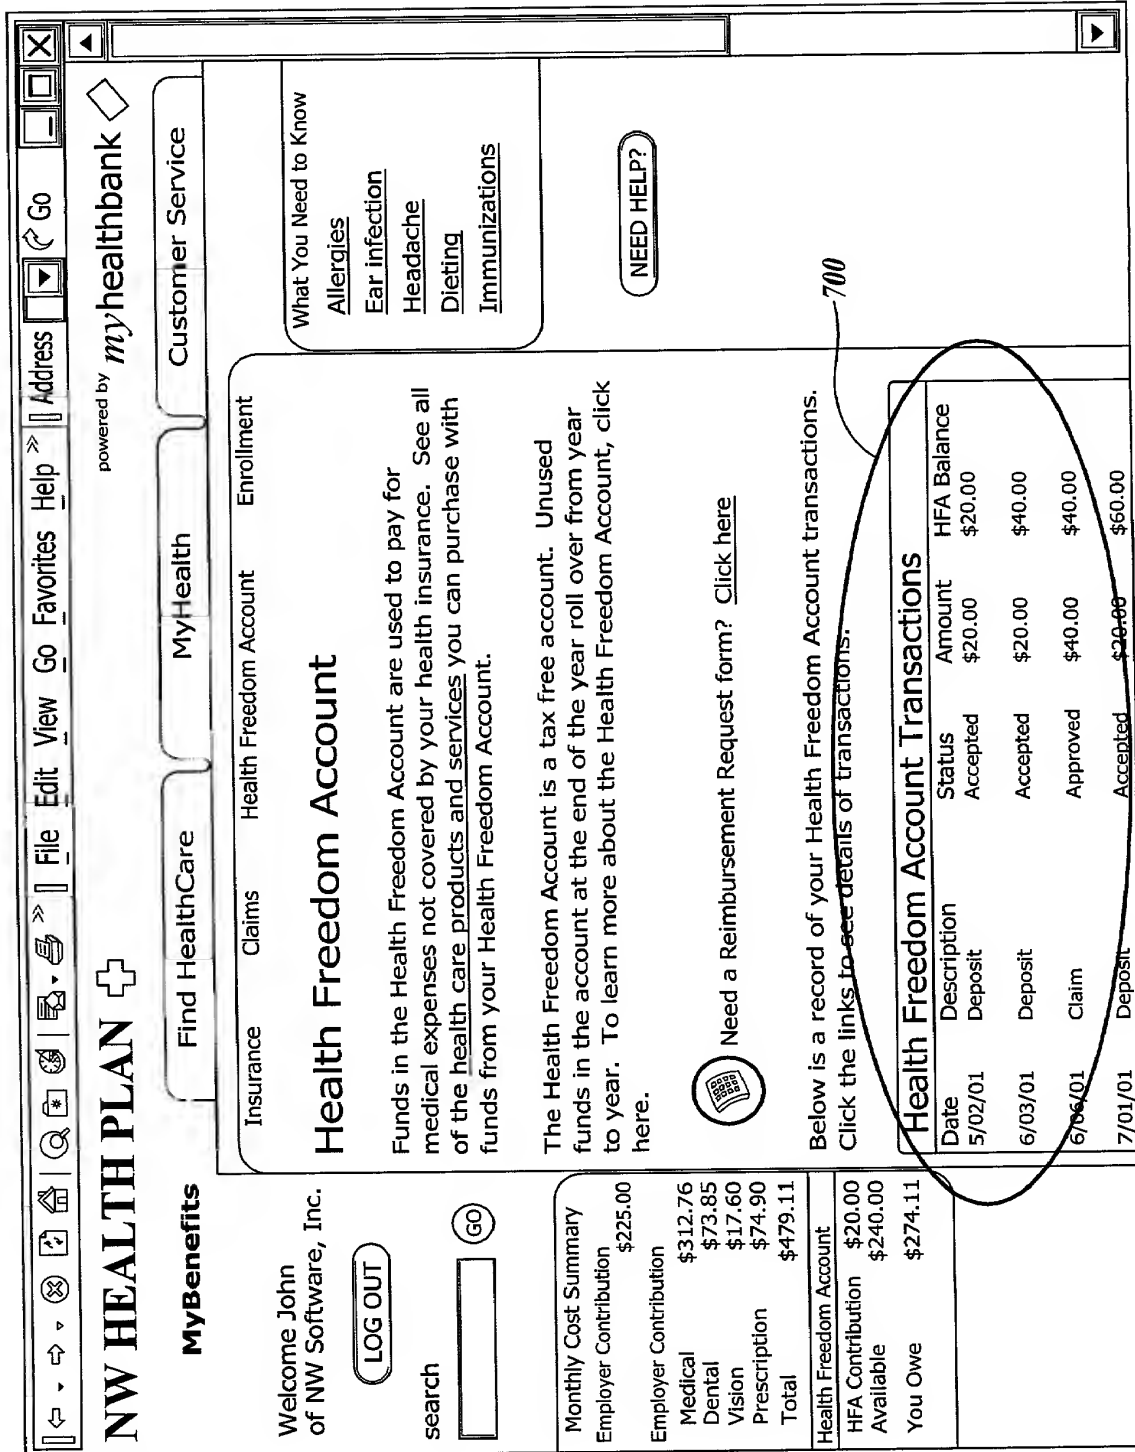 File Edit View Go Favorites Help » Address Go
NW HEALTH PLAN powered by myhealthbank
MyBenefits Find HealthCare MyHealth Customer Service
Insurance Claims Health Freedom Account Enrollment
Welcome John
of NW Software, Inc.
LOG OUT
search
GO
Monthly Cost Summary
Employer Contribution
$225.00
Employer Contribution
Medical $312.76
Dental $73.85
Vision $17.60
Prescription $74.90
Total $479.11
Health Freedom Account
HFA Contribution $20.00
Available $240.00
You Owe $274.11
Health Freedom Account
Funds in the Health Freedom Account are used to pay for
medical expenses not covered by your health insurance. See all
of the health care products and services you can purchase with
funds from your Health Freedom Account.
The Health Freedom Account is a tax free account. Unused
funds in the account at the end of the year roll over from year
to year. To learn more about the Health Freedom Account, click
here.
Need a Reimbursement Request form? Click here
Below is a record of your Health Freedom Account transactions.
Click the links to see details of transactions.
Health Freedom Account Transactions
Date Description Status Amount HFA Balance
5/02/01 Deposit Accepted $20.00 $20.00
6/03/01 Deposit Accepted $20.00 $40.00
6/06/01 Claim Approved $40.00 $40.00
7/01/01 Deposit Accepted $20.00 $60.00
What You Need to Know
Allergies
Ear infection
Headache
Dieting
Immunizations
NEED HELP?
700